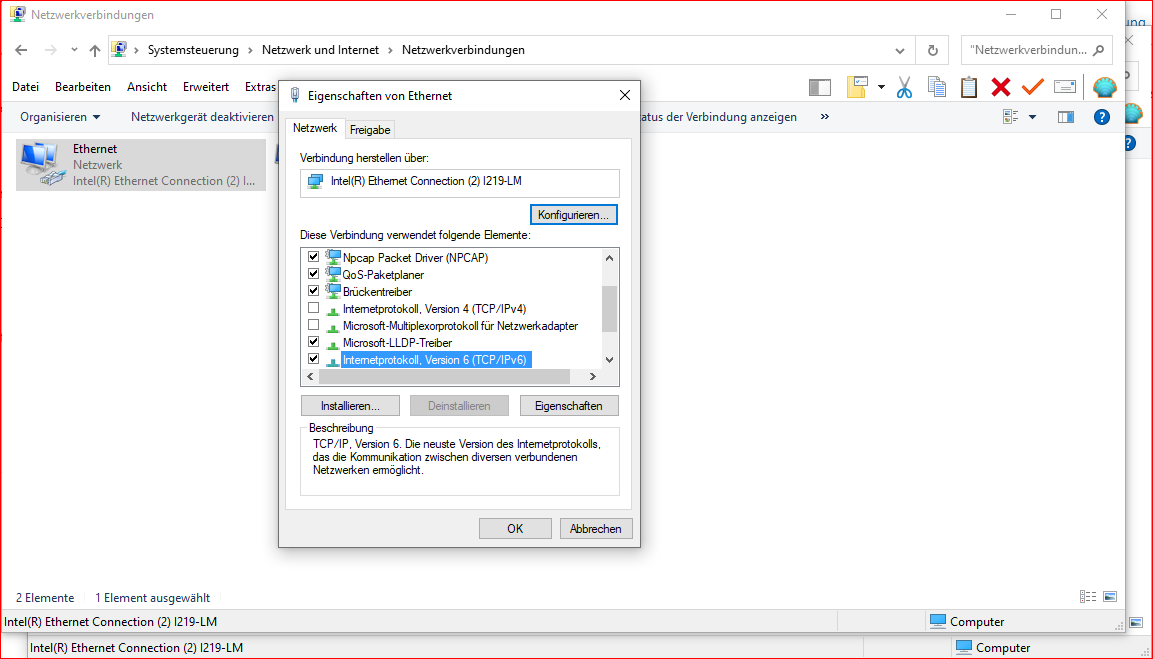 Netzwerkverbindungen
Systemsteuerung > Netzwerk und Internet > Netzwerkverbindungen
"Netzwerkverbindun...
Datei Bearbeiten Ansicht Erweitert Extras
Organisieren Netzwerkgerät deaktivieren atus der Verbindung anzeigen »
Ethernet
Netzwerk
Intel(R) Ethernet Connection (2) I...
Eigenschaften von Ethernet
Netzwerk Freigabe
Verbindung herstellen über:
Intel(R) Ethernet Connection (2) I219-LM
Konfigurieren...
Diese Verbindung verwendet folgende Elemente:
Npcap Packet Driver (NPCAP)
QoS-Paketplaner
Brückentreiber
Internetprotokoll, Version 4 (TCP/IPv4)
Microsoft-Multiplexorprotokoll für Netzwerkadapter
Microsoft-LLDP-Treiber
Internetprotokoll, Version 6 (TCP/IPv6)
Installieren... Deinstallieren Eigenschaften
Beschreibung
TCP/IP, Version 6. Die neuste Version des Internetprotokolls,
das die Kommunikation zwischen diversen verbundenen
Netzwerken ermöglicht.
OK Abbrechen
2 Elemente 1 Element ausgewählt
Intel(R) Ethernet Connection (2) I219-LM Computer
Intel(R) Ethernet Connection (2) I219-LM Computer